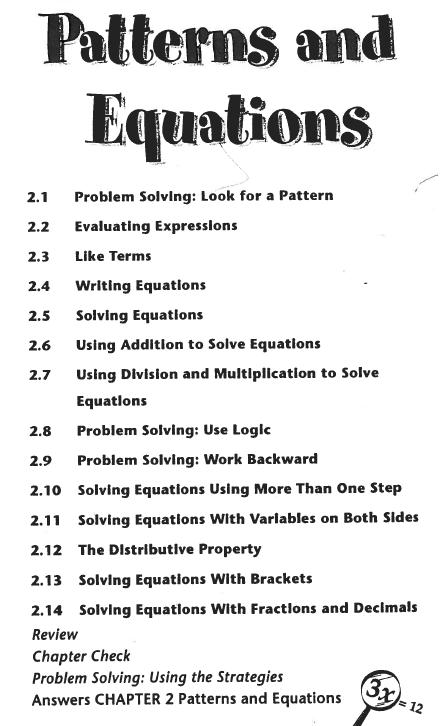 Patterns and
Equations
2.1 Problem Solving: Look for a Pattern
2.2 Evaluating Expressions
2.3 Like Terms
2.4 Writing Equations
2.5 Solving Equations
2.6 Using Addition to Solve Equations
2.7 Using Division and Multiplication to Solve
Equations
2.8 Problem Solving: Use Logic
2.9 Problem Solving: Work Backward
2.10 Solving Equations Using More Than One Step
2.11 Solving Equations With Variables on Both Sides
2.12 The Distributive Property
2.13 Solving Equations With Brackets
2.14 Solving Equations With Fractions and Decimals
Review
Chapter Check
Problem Solving: Using the Strategies
Answers CHAPTER 2 Patterns and Equations
3x = 12